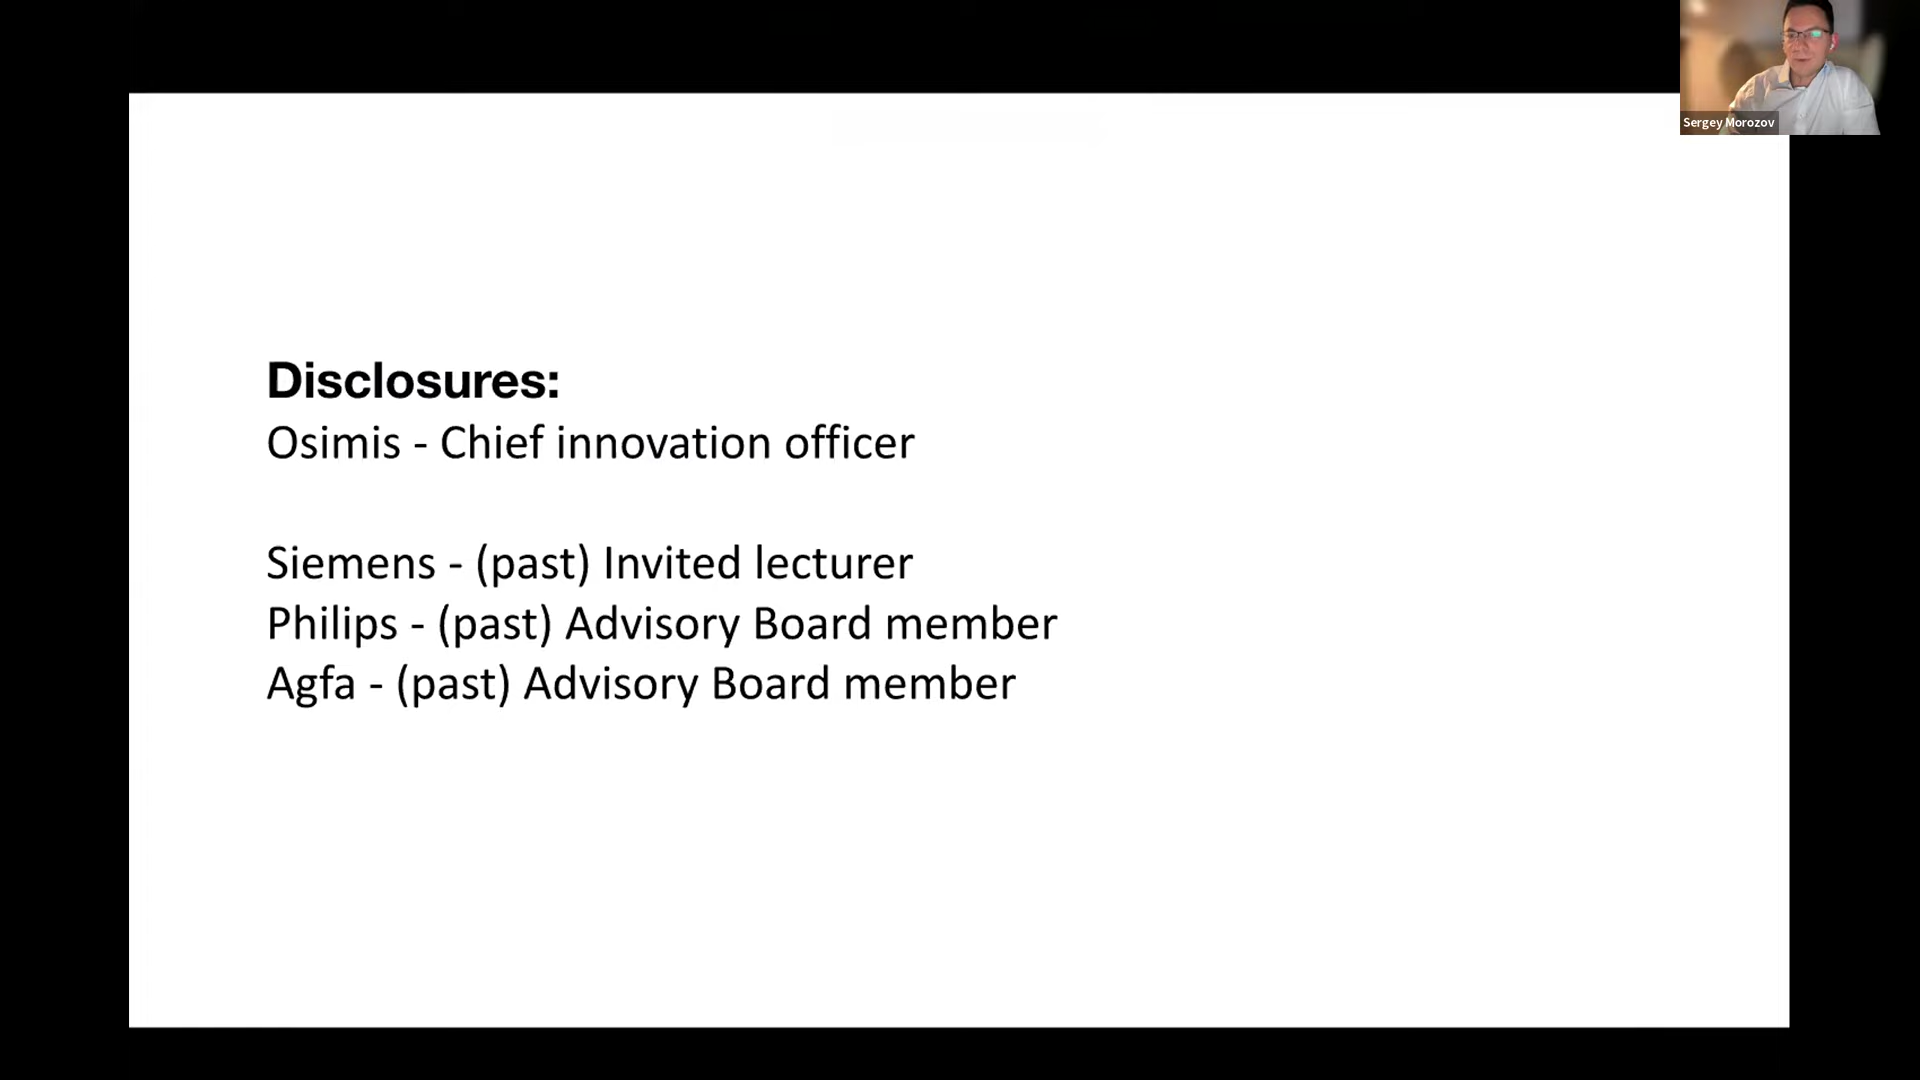 Sergey Morozov
Disclosures:
Osimis - Chief innovation officer
Siemens - (past) Invited lecturer
Philips - (past) Advisory Board member
Agfa - (past) Advisory Board member